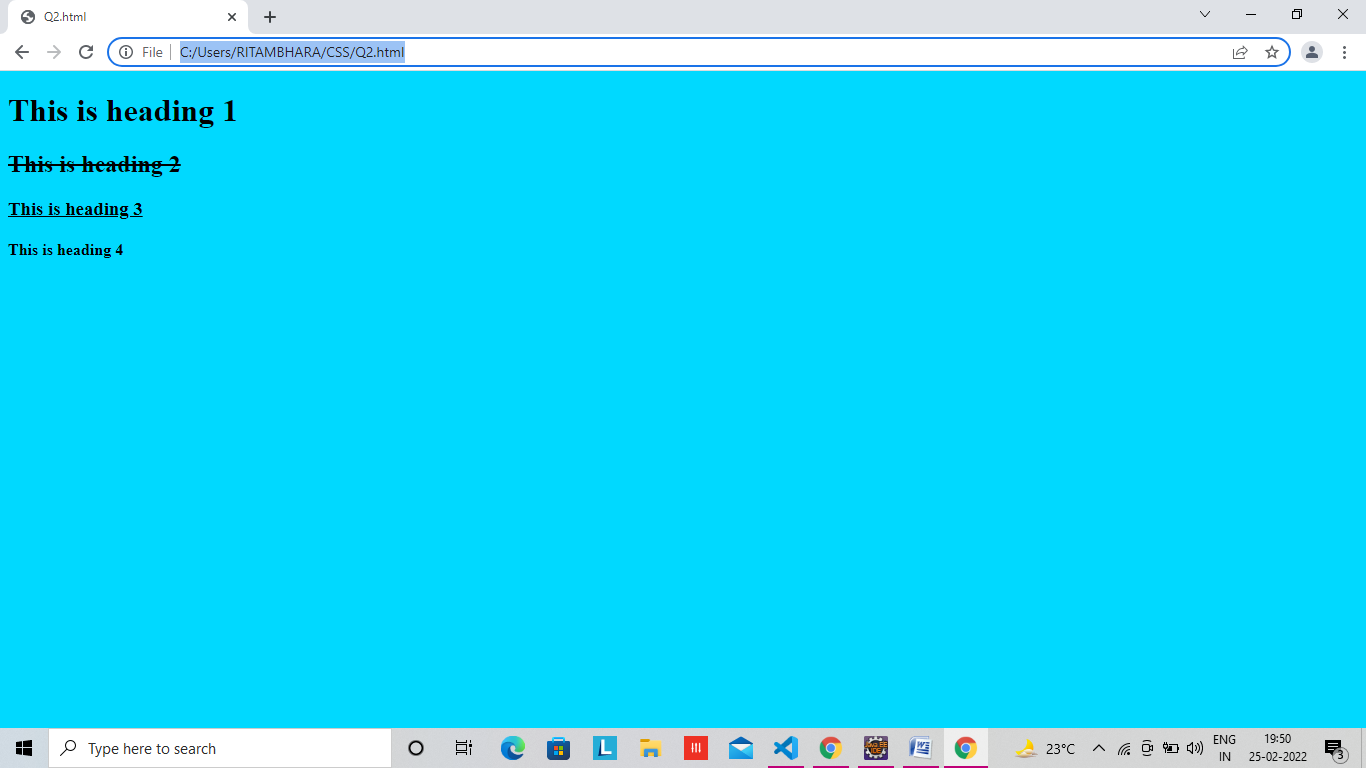 Q2.html
File C:/Users/RITAMBHARA/CSS/Q2.html
This is heading 1
This is heading 2
This is heading 3
This is heading 4
Type here to search
L
W
23°C
ENG
IN
19:50
25-02-2022
3